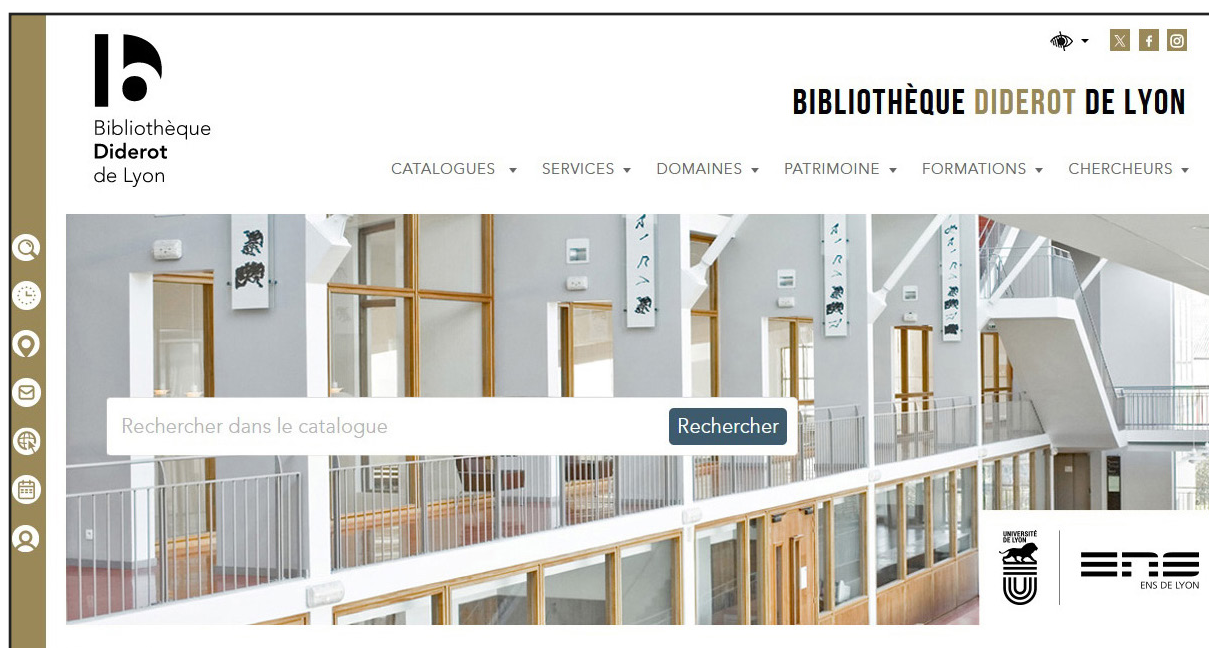 Bibliothèque
Diderot
de Lyon
BIBLIOTHÈQUE DIDEROT DE LYON
CATALOGUES SERVICES DOMAINES PATRIMOINE FORMATIONS CHERCHEURS
Rechercher dans le catalogue Rechercher
UNIVERSITÉ
DE LYON
ENS
ENS DE LYON